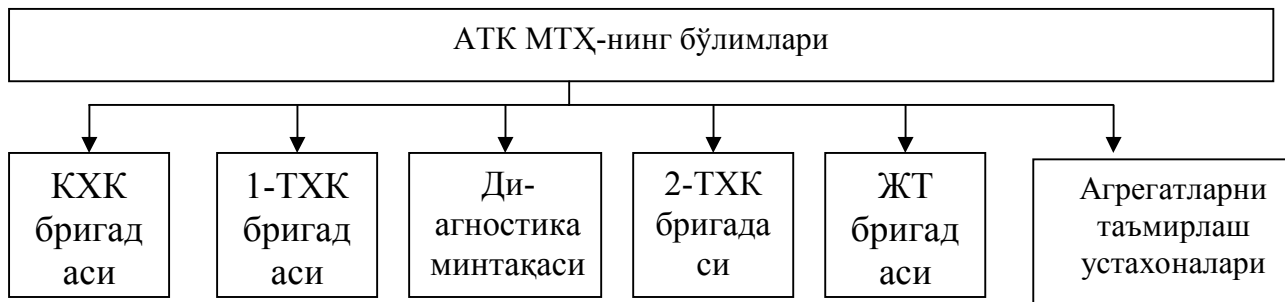 АТК МТҲ-нинг бўлимлари
КХК
бригад
аси
1-ТХК
бригад
аси
Ди-
агностика
минтақаси
2-ТХК
бригада
си
ЖТ
бригад
аси
Агрегатларни
таъмирлаш
устахоналари